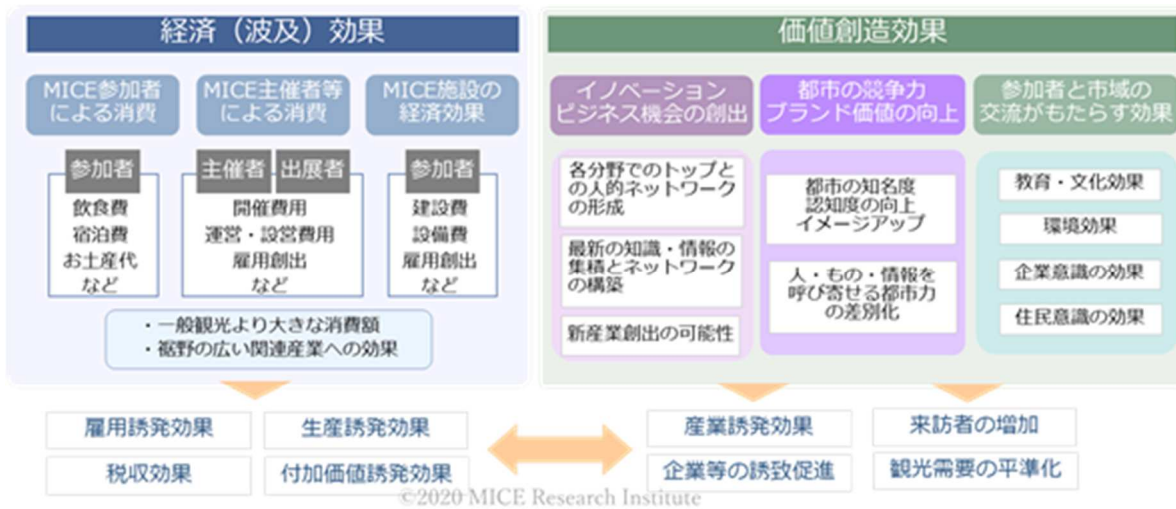 経済（波及）効果
MICE参加者
による消費
MICE主催者等
による消費
MICE施設の
経済効果
参加者
飲食費
宿泊費
お土産代
など
主催者 出展者
開催費用
運営・設営費用
雇用創出
など
参加者
建設費
設備費
雇用創出
など
・一般観光より大きな消費額
・裾野の広い関連産業への効果
価値創造効果
イノベーション
ビジネス機会の創出
都市の競争力
ブランド価値の向上
参加者と市域の
交流がもたらす効果
各分野でのトップと
の人的ネットワーク
の形成
最新の知識・情報の
集積とネットワーク
の構築
新産業創出の可能性
都市の知名度
認知度の向上
イメージアップ
人・もの・情報を
呼び寄せる都市力
の差別化
教育・文化効果
環境効果
企業意識の効果
住民意識の効果
雇用誘発効果
生産誘発効果
税収効果
付加価値誘発効果
産業誘発効果
来訪者の増加
企業等の誘致促進
観光需要の平準化
©2020 MICE Research Institute